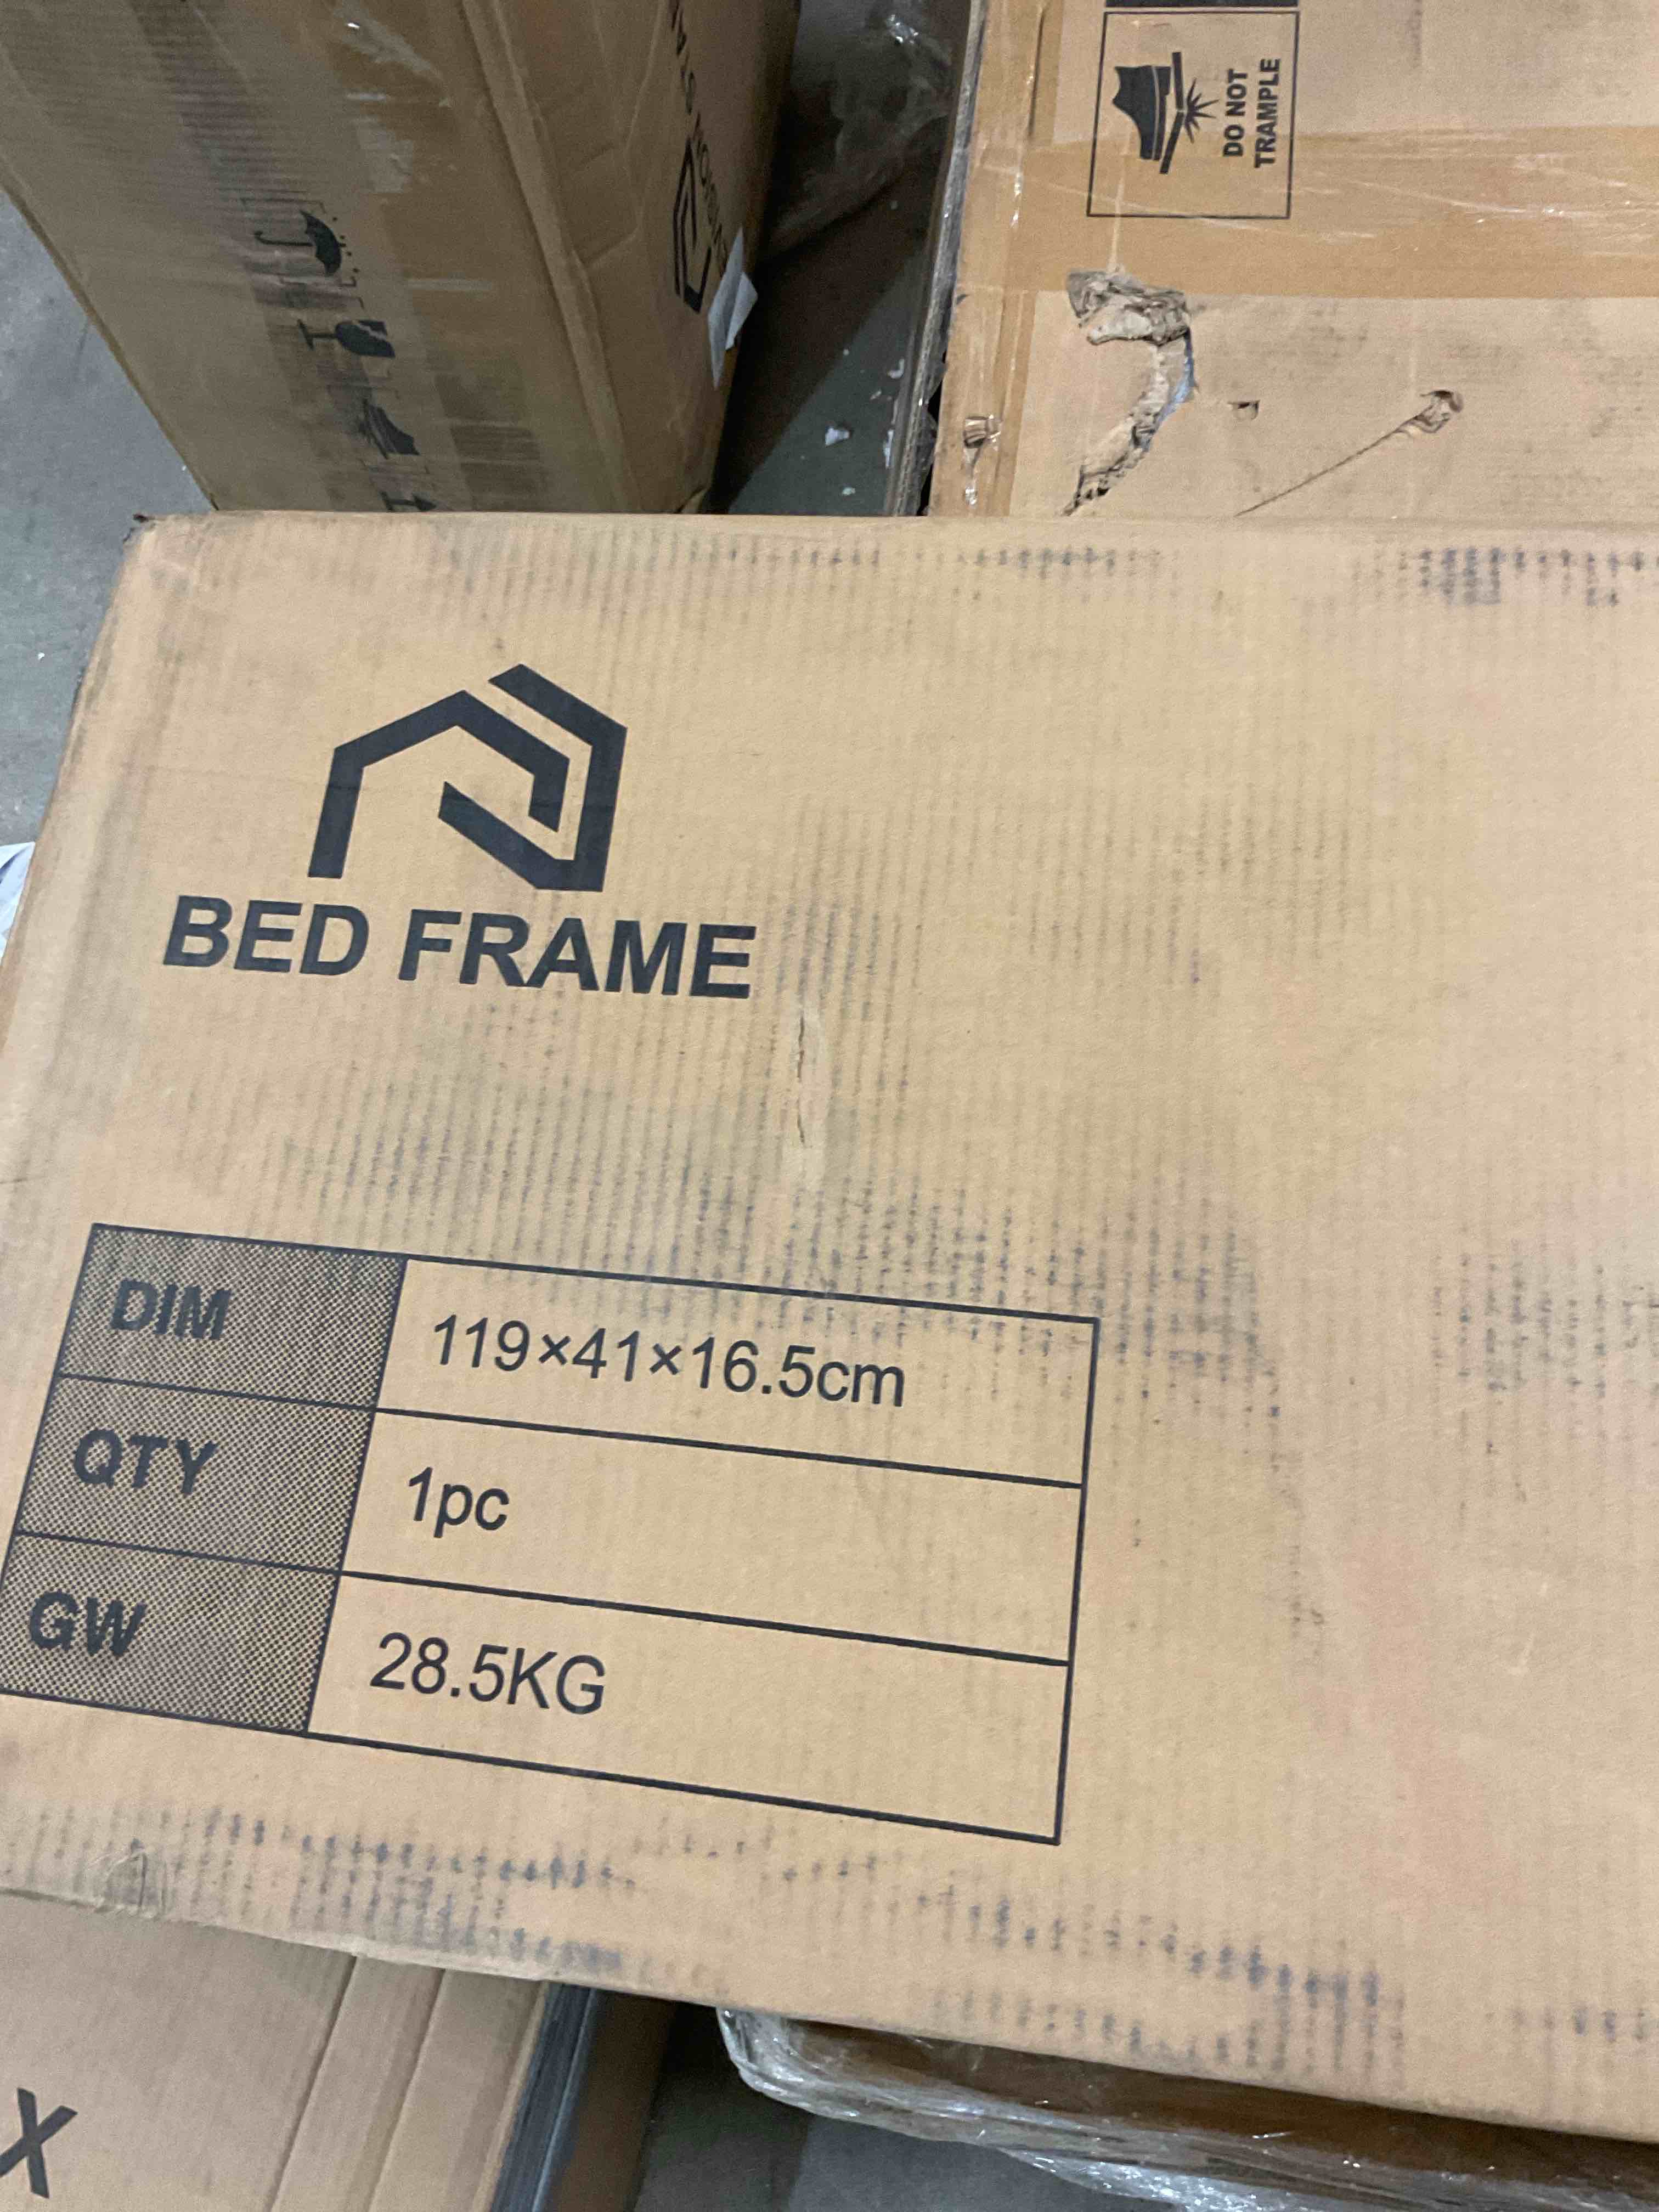 DO NOT
TRAMPLE
BED FRAME
DIM 119×41×16.5cm
QTY 1pc
GW 28.5KG
X